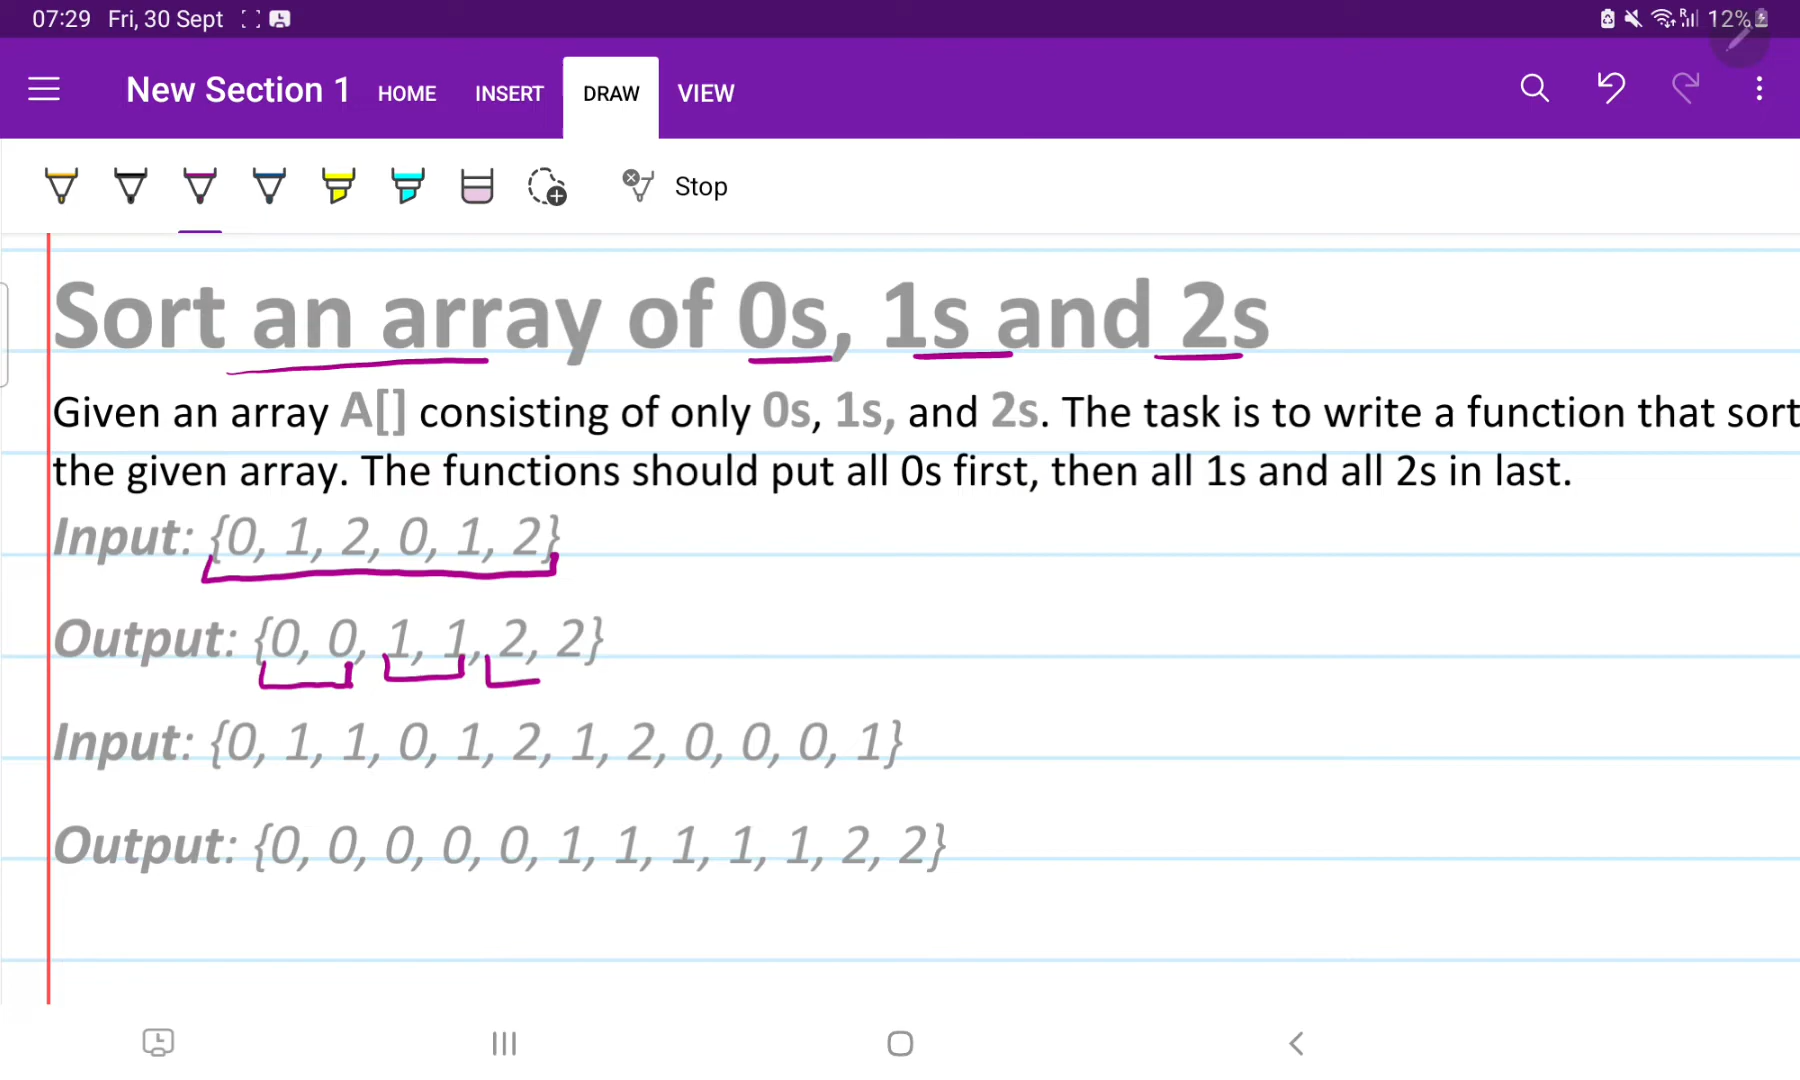 07:29 Fri, 30 Sept 12%
New Section 1 HOME INSERT DRAW VIEW
Stop
Sort an array of 0s, 1s and 2s
Given an array A[] consisting of only 0s, 1s, and 2s. The task is to write a function that sort
the given array. The functions should put all 0s first, then all 1s and all 2s in last.
Input: {0, 1, 2, 0, 1, 2}
Output: {0, 0, 1, 1, 2, 2}
Input: {0, 1, 1, 0, 1, 2, 1, 2, 0, 0, 0, 1}
Output: {0, 0, 0, 0, 0, 1, 1, 1, 1, 1, 2, 2}